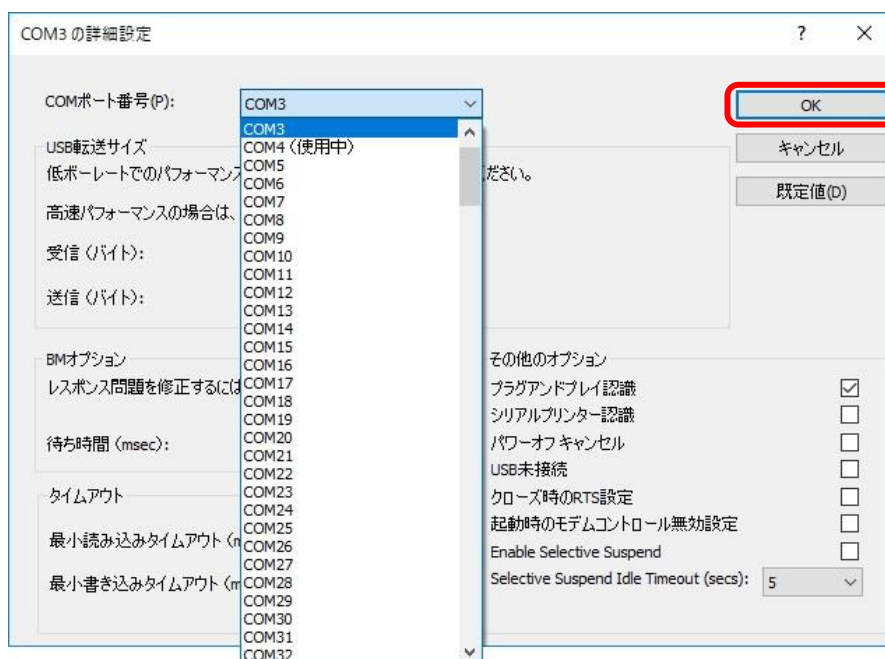 COM3 の詳細設定
COMポート番号(P):
COM3
OK
キャンセル
既定値(D)
COM3
COM4 (使用中)
COM5
COM6
COM7
COM8
COM9
COM10
COM11
COM12
COM13
COM14
COM15
COM16
COM17
COM18
COM19
COM20
COM21
COM22
COM23
COM24
COM25
COM26
COM27
COM28
COM29
COM30
COM31
COM32
USB転送サイズ
低ボーレートでのパフォーマンス
ださい。
高速パフォーマンスの場合は、
受信 (バイト):
送信 (バイト):
BMオプション
レスポンス問題を修正するには
待ち時間 (msec):
タイムアウト
最小読み込みタイムアウト
最小書き込みタイムアウト
その他のオプション
プラグアンドプレイ認識
シリアルプリンター認識
パワーオフ キャンセル
USB未接続
クローズ時のRTS設定
起動時のモデムコントロール無効設定
Enable Selective Suspend
Selective Suspend Idle Timeout (secs):
5